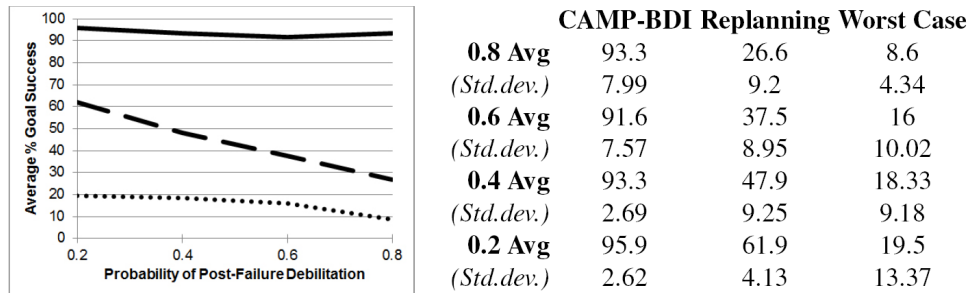 100
90
80
70
60
50
40
30
20
10
0
Average % Goal Success
0.2 0.4 0.6 0.8
Probability of Post-Failure Debilitation
CAMP-BDI Replanning Worst Case
0.8 Avg 93.3 26.6 8.6
(Std.dev.) 7.99 9.2 4.34
0.6 Avg 91.6 37.5 16
(Std.dev.) 7.57 8.95 10.02
0.4 Avg 93.3 47.9 18.33
(Std.dev.) 2.69 9.25 9.18
0.2 Avg 95.9 61.9 19.5
(Std.dev.) 2.62 4.13 13.37